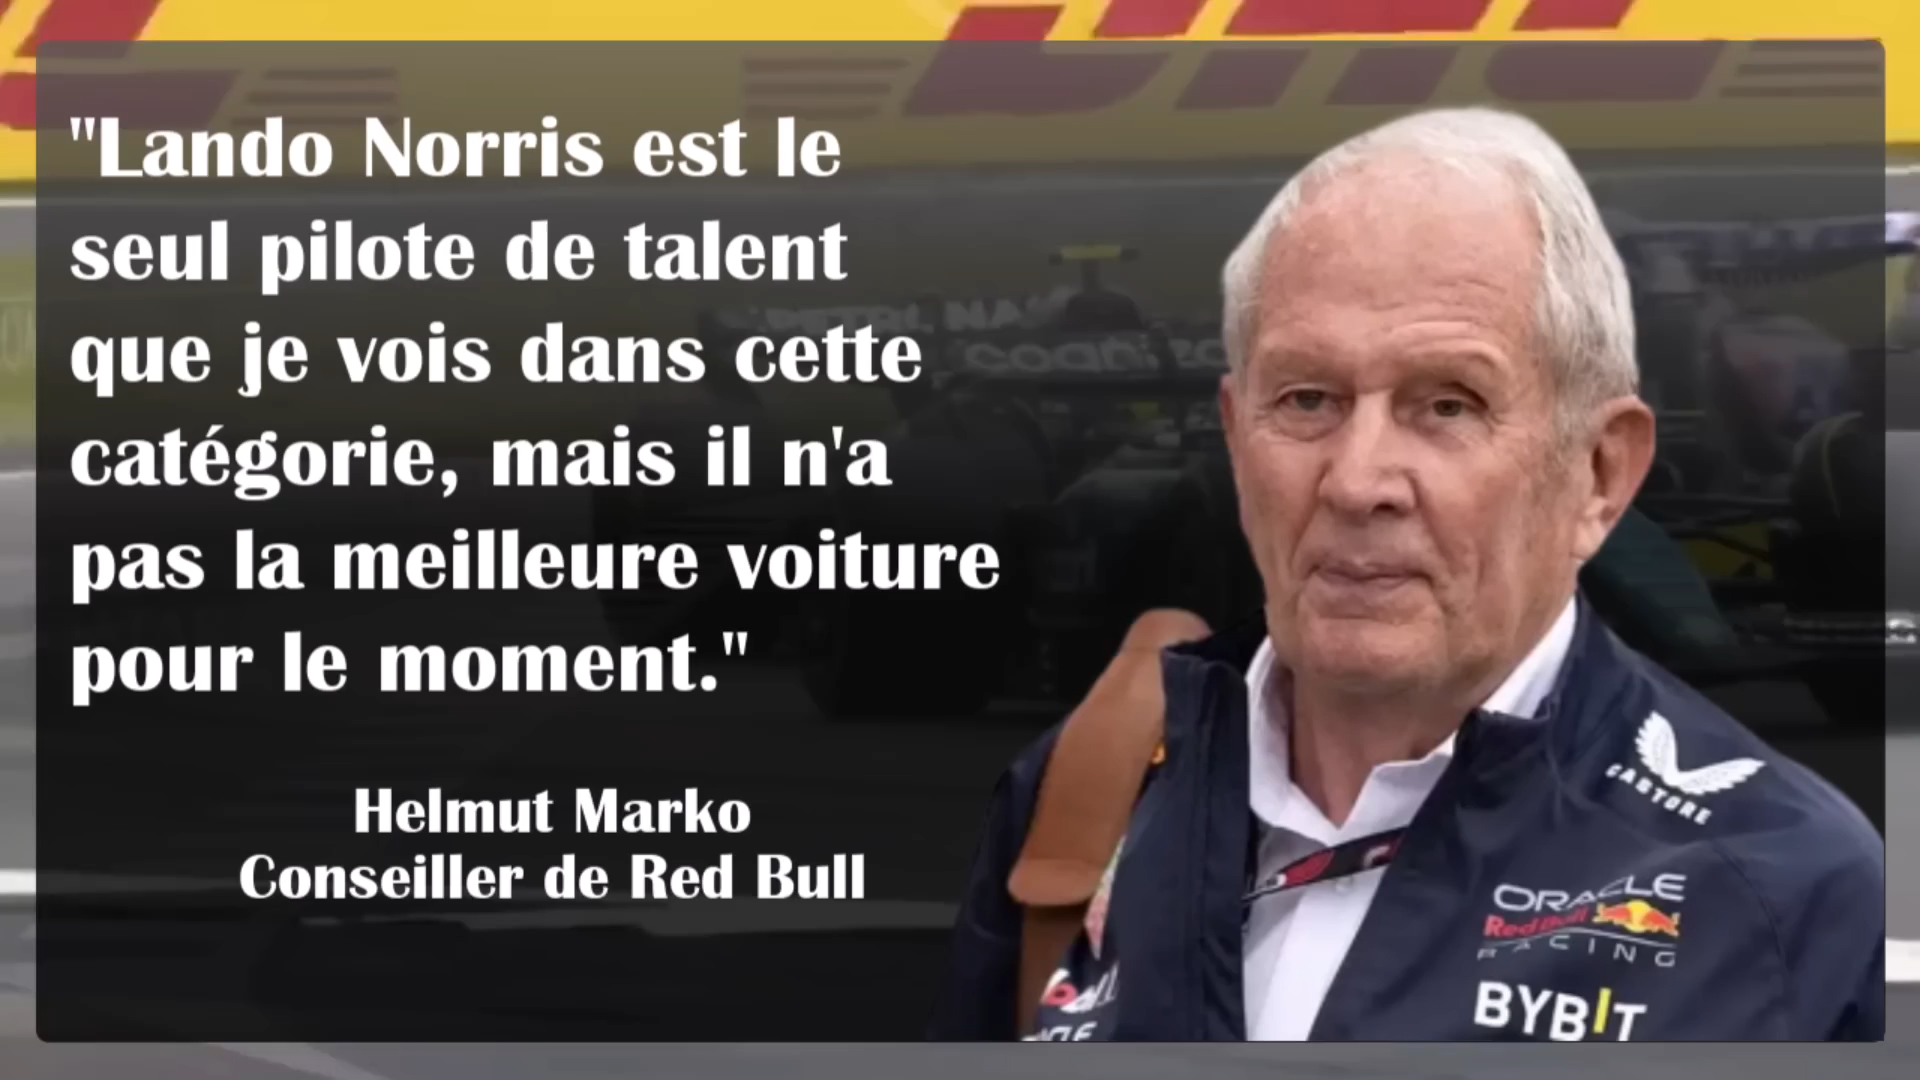 "Lando Norris est le
seul pilote de talent
que je vois dans cette
catégorie, mais il n'a
pas la meilleure voiture
pour le moment."
Helmut Marko
Conseiller de Red Bull
CASTORE
ORACLE
Red Bull
RACING
BYBIT